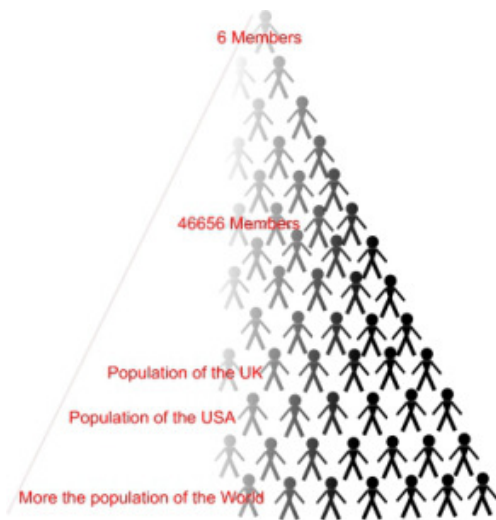 6 Members
46656 Members
Population of the UK
Population of the USA
More the population of the World